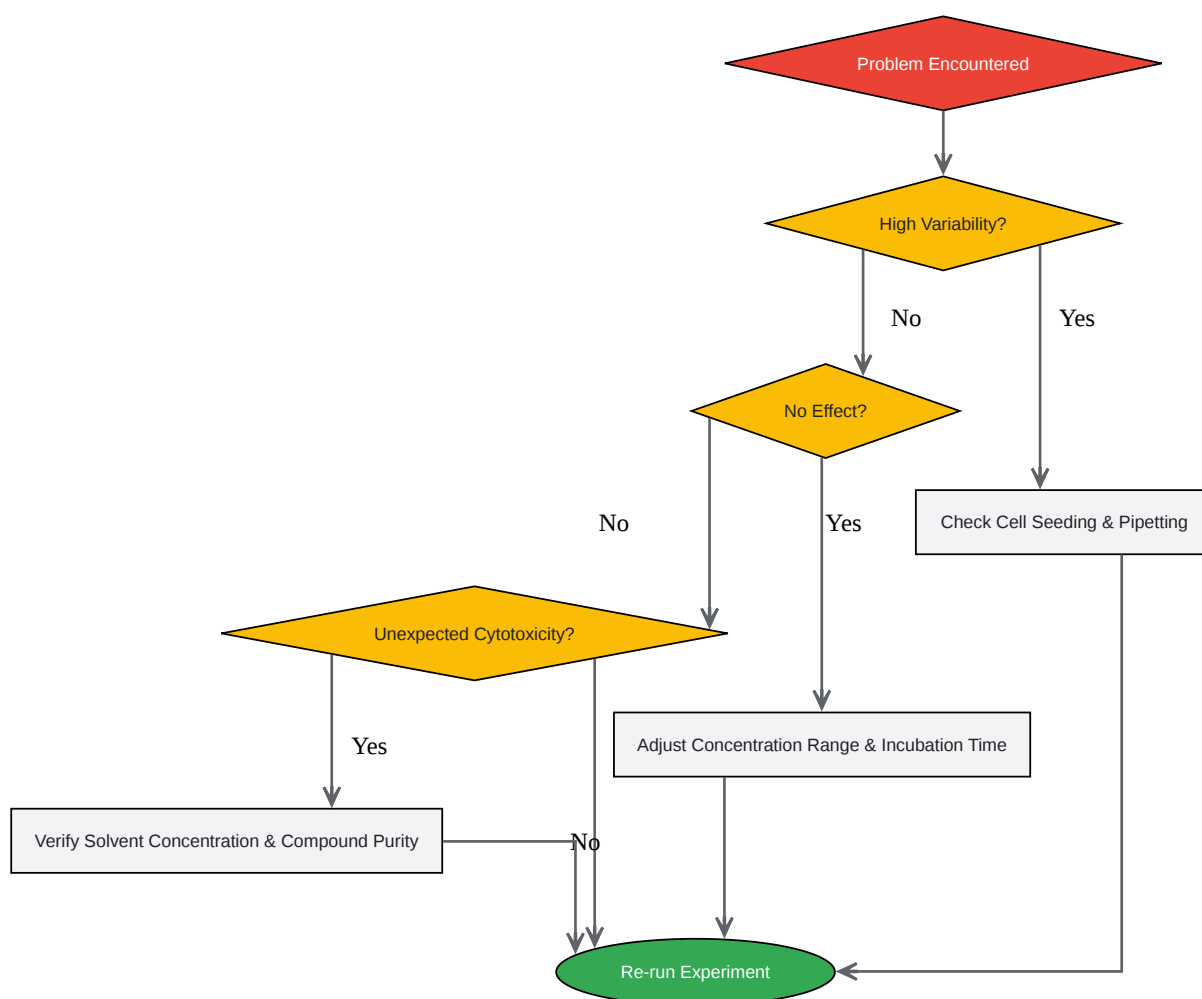 Problem Encountered
High Variability?
No
Yes
No Effect?
No
Yes
Check Cell Seeding & Pipetting
Unexpected Cytotoxicity?
Yes
Adjust Concentration Range & Incubation Time
Verify Solvent Concentration & Compound Purity
No
Re-run Experiment